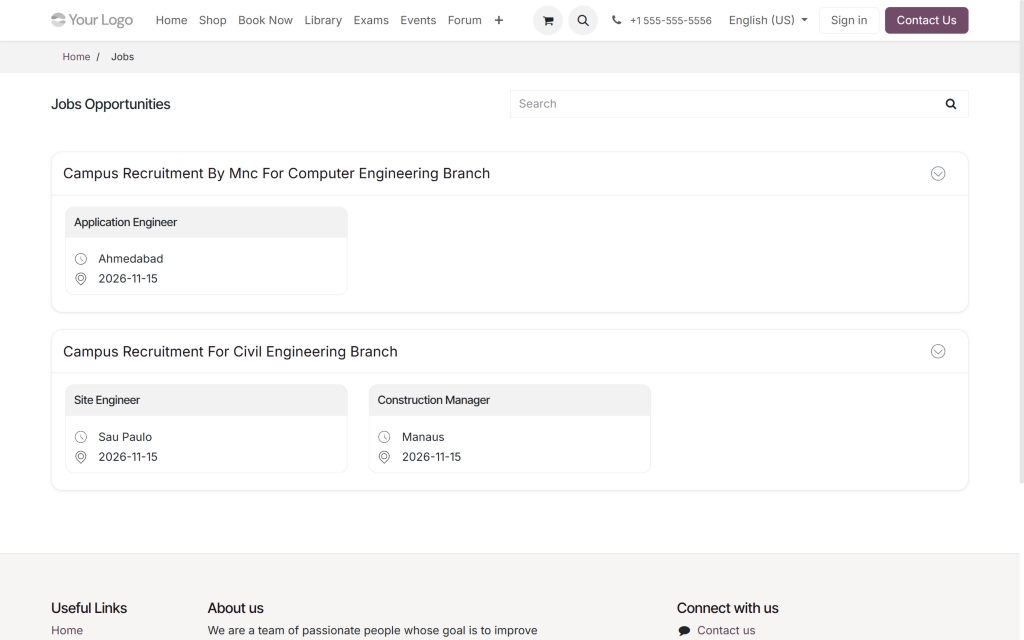 Your Logo Home Shop Book Now Library Exams Events Forum + +1 555-555-5556 English (US) Sign in Contact Us
Home / Jobs
Jobs Opportunities Search
Campus Recruitment By Mnc For Computer Engineering Branch
Application Engineer
Ahmedabad
2026-11-15
Campus Recruitment For Civil Engineering Branch
Site Engineer Construction Manager
Sau Paulo Manaus
2026-11-15 2026-11-15
Useful Links About us Connect with us
Home We are a team of passionate people whose goal is to improve Contact us